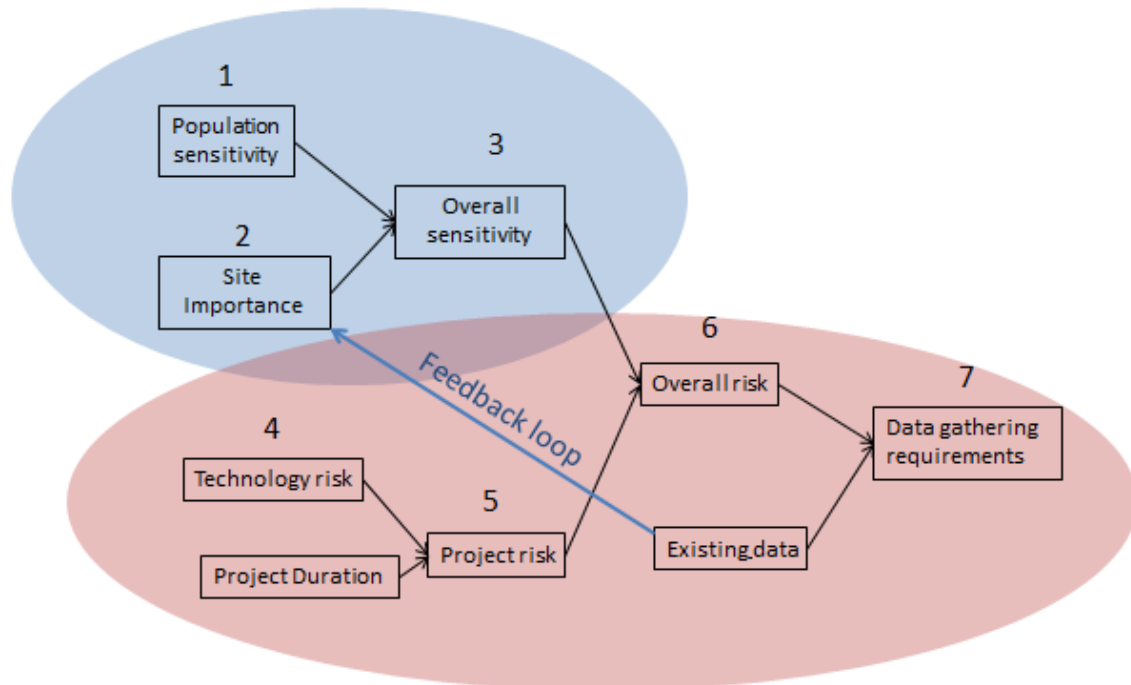 1
Population
sensitivity
3
Overall
sensitivity
2
Site
Importance
6
Overall risk
7
Data gathering
requirements
Feedback loop
4
Technology risk
5
Project risk
Existing data
Project Duration